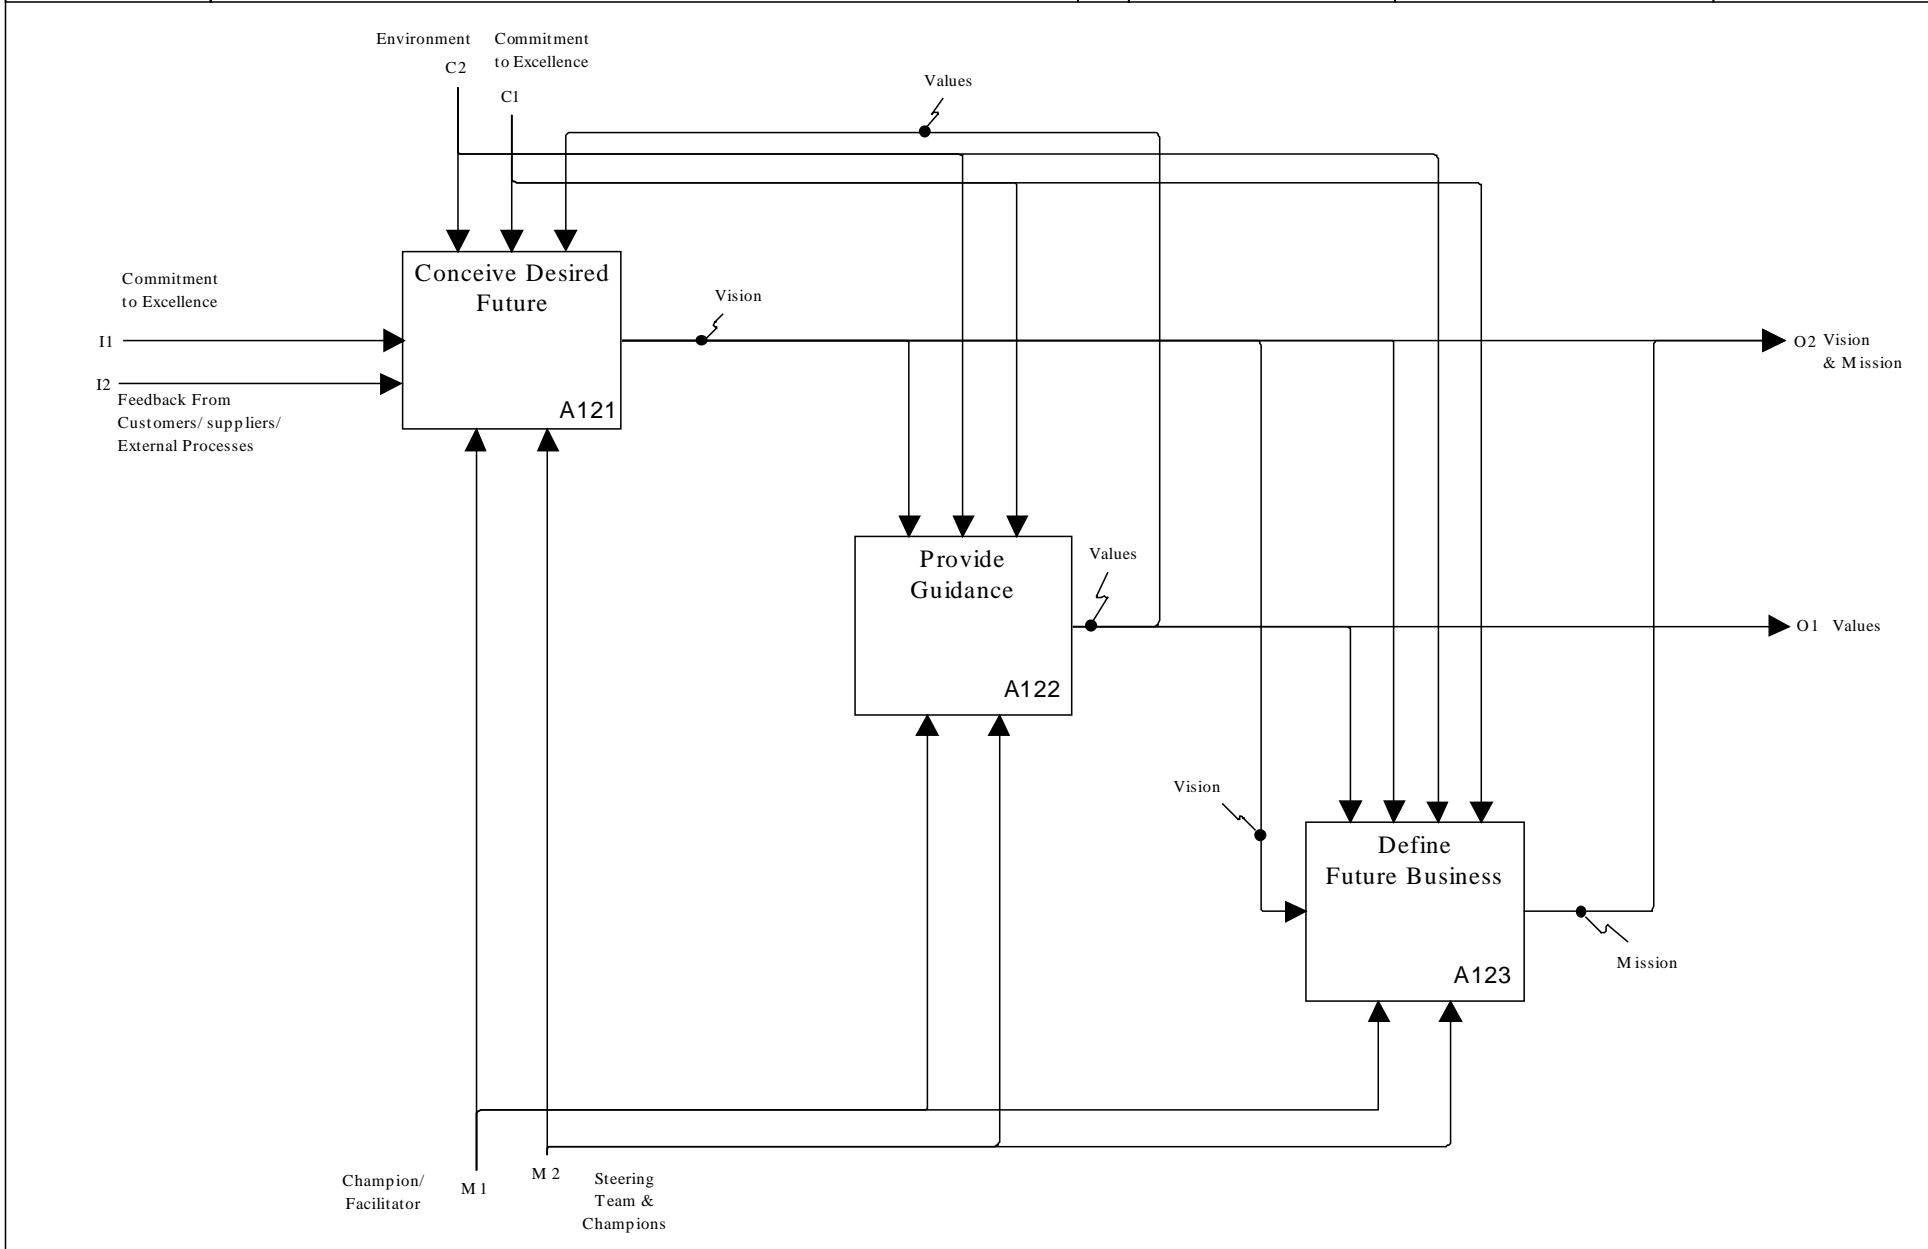 Environment
C2
Commitment
to Excellence
C1
Values
Commitment
to Excellence
I1
I2
Feedback From
Customers/ suppliers/
External Processes
Conceive Desired
Future
A121
Vision
O2 Vision
& Mission
Provide
Guidance
A122
Values
O1 Values
Vision
Define
Future Business
A123
Mission
Champion/
Facilitator
M1
M2
Steering
Team &
Champions